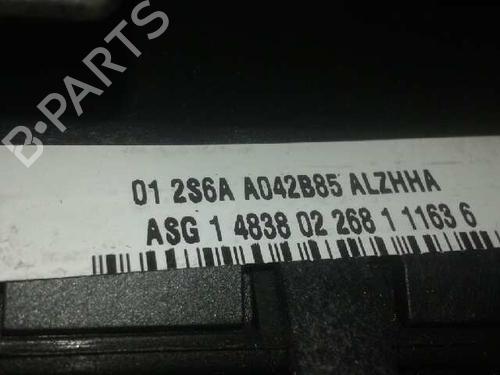 B-PARTS
01 2S6A A042B85 ALZHHA
ASG 1 4838 02 268 1 1163 6